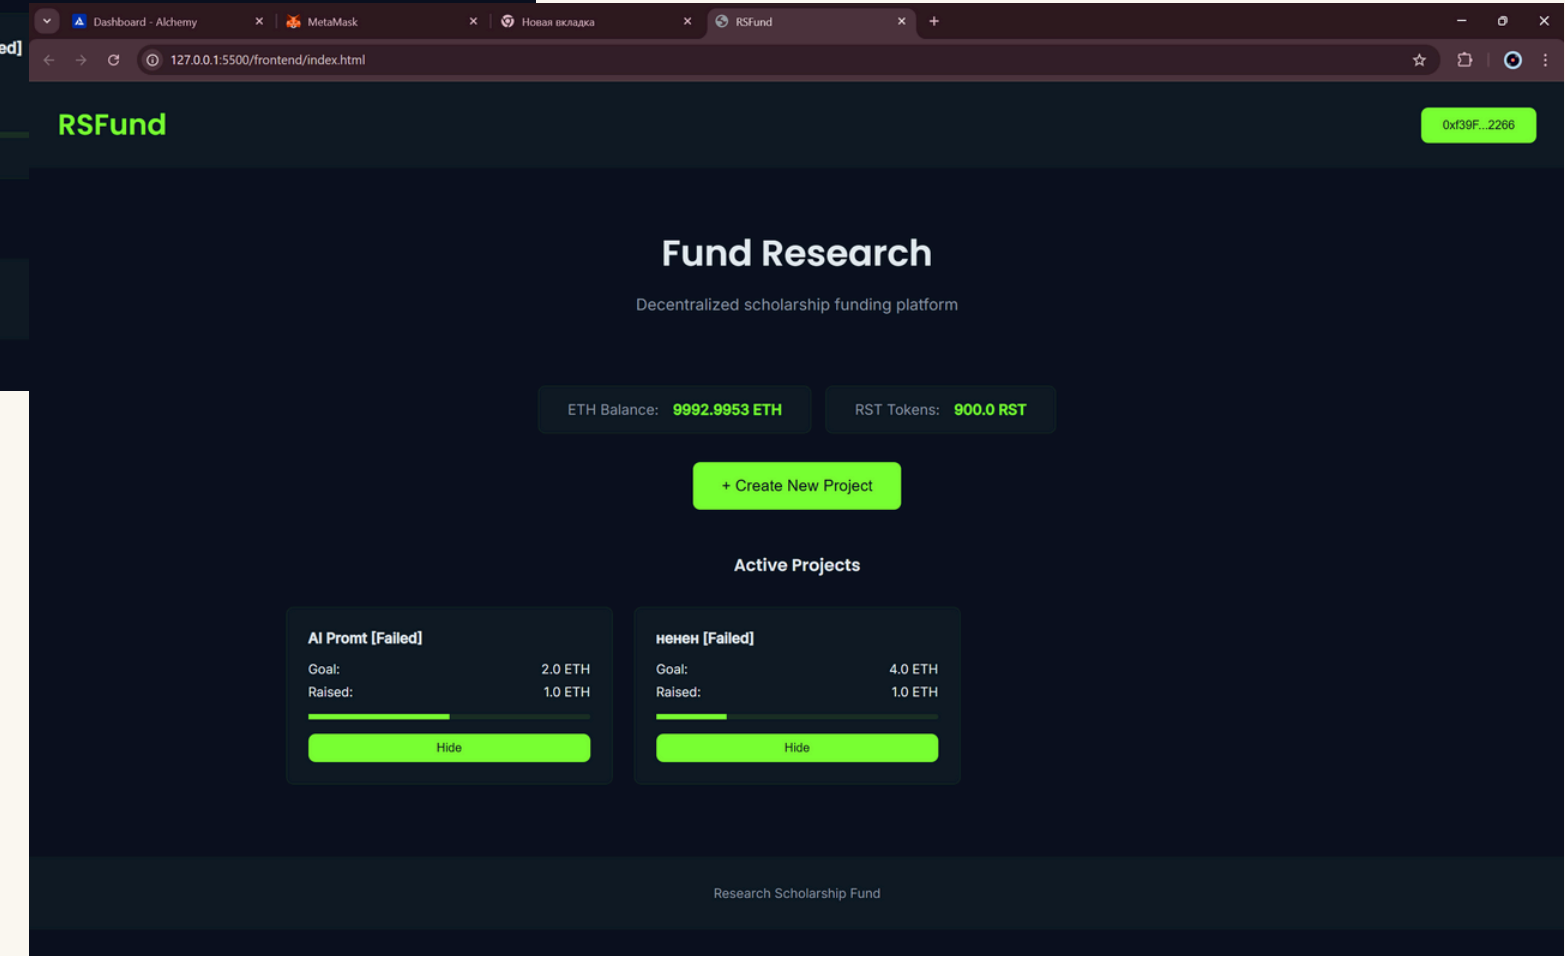 ed]
Dashboard - Alchemy
MetaMask
Новая вкладка
RSFund
127.0.0.1:5500/frontend/index.html
RSFund
0xf39F...2266
Fund Research
Decentralized scholarship funding platform
ETH Balance: 9992.9953 ETH
RST Tokens: 900.0 RST
+ Create New Project
Active Projects
AI Promt [Failed]
Goal: 2.0 ETH
Raised: 1.0 ETH
Hide
ненен [Failed]
Goal: 4.0 ETH
Raised: 1.0 ETH
Hide
Research Scholarship Fund